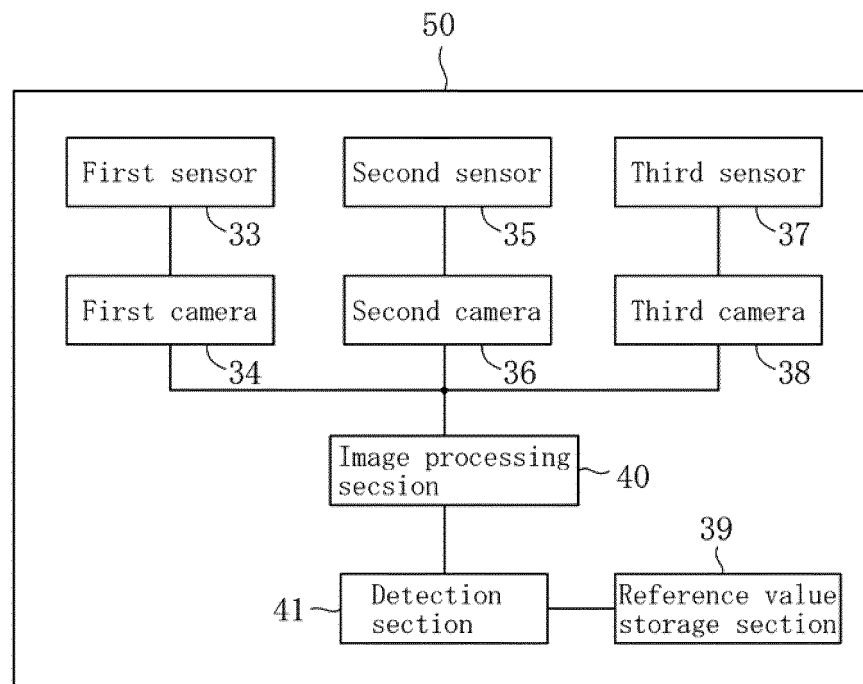 50
First sensor
Second sensor
Third sensor
33
35
37
First camera
Second camera
Third camera
34
36
38
Image processing
secsion
40
39
41
Detection
section
Reference value
storage section